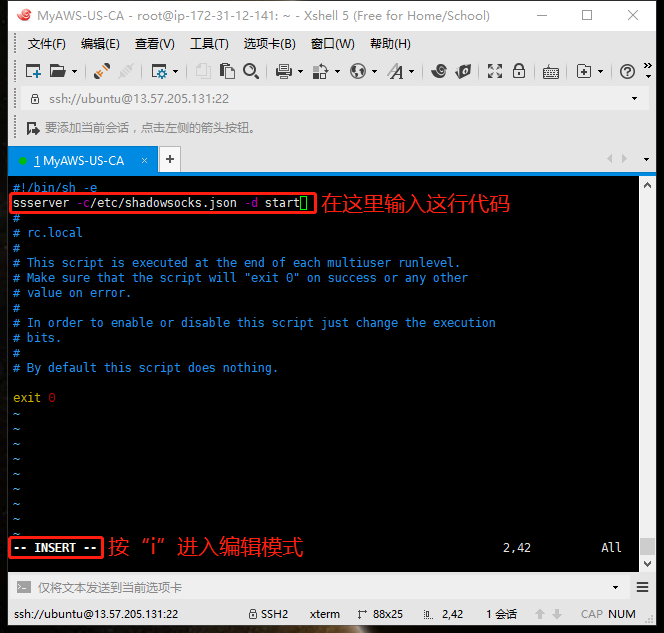 MyAWS-US-CA - root@ip-172-31-12-141: ~ - Xshell 5 (Free for Home/School)
文件(F) 编辑(E) 查看(V) 工具(T) 选项卡(B) 窗口(W) 帮助(H)
ssh://ubuntu@13.57.205.131:22
要添加当前会话，点击左侧的箭头按钮。
1 MyAWS-US-CA × +
#!/bin/sh -e
ssserver -c/etc/shadowsocks.json -d start 在这里输入这行代码
#
# rc.local
#
# This script is executed at the end of each multiuser runlevel.
# Make sure that the script will "exit 0" on success or any other
# value on error.
#
# In order to enable or disable this script just change the execution
# bits.
#
# By default this script does nothing.
exit 0
~
~
~
~
~
~
~
~
~
-- INSERT -- 按“i”进入编辑模式 2,42 All
仅将文本发送到当前选项卡
ssh://ubuntu@13.57.205.131:22 SSH2 xterm 88x25 2,42 1 会话 CAP NUM